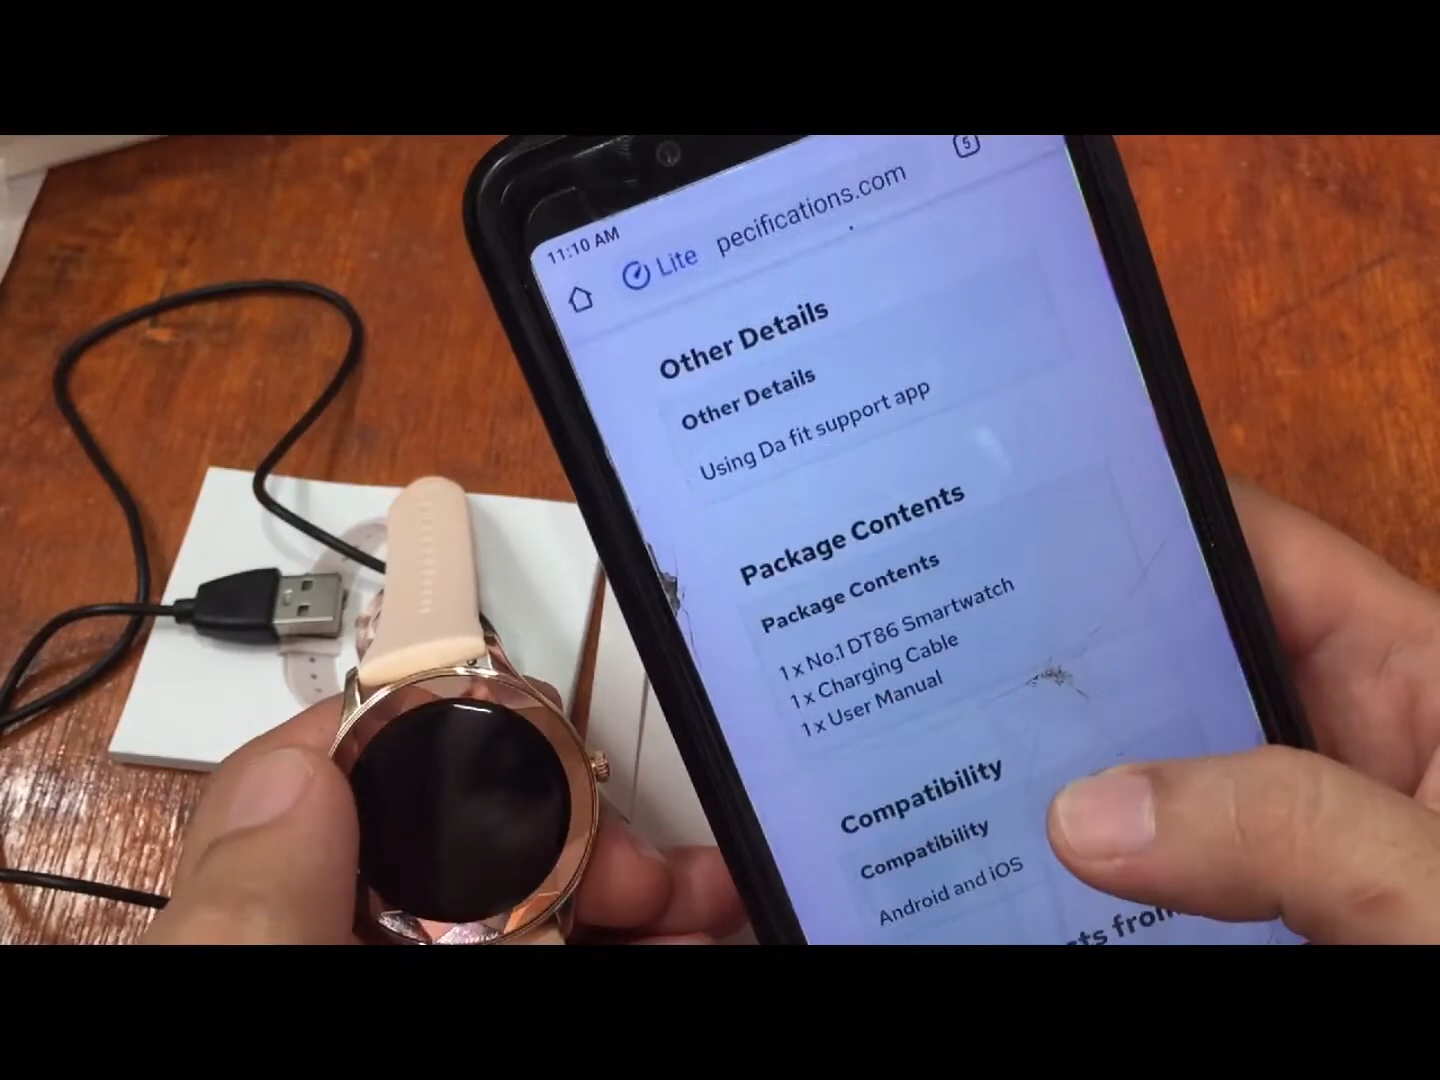 5
11:10 AM
Lite pecifications.com
Other Details
Other Details
Using Da fit support app
Package Contents
Package Contents
1 x No.1 DT86 Smartwatch
1 x Charging Cable
1 x User Manual
Compatibility
Compatibility
Android and iOS